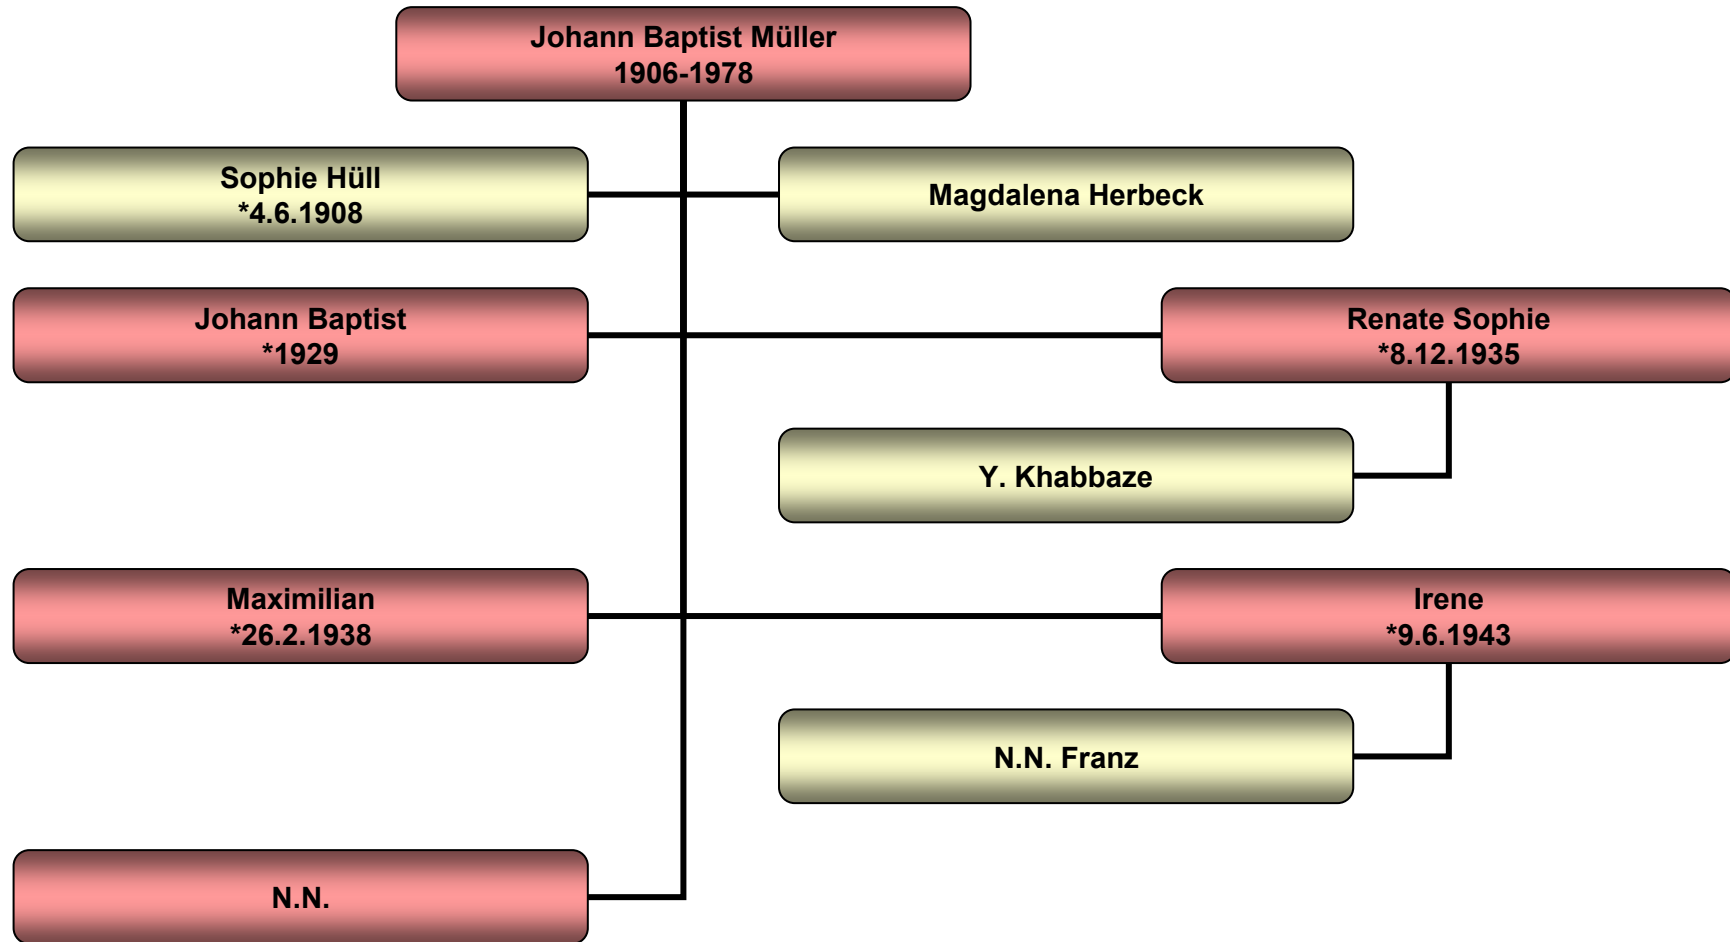 Johann Baptist Müller
1906-1978
Sophie Hüll
*4.6.1908
Magdalena Herbeck
Johann Baptist
*1929
Renate Sophie
*8.12.1935
Y. Khabbaze
Maximilian
*26.2.1938
Irene
*9.6.1943
N.N. Franz
N.N.